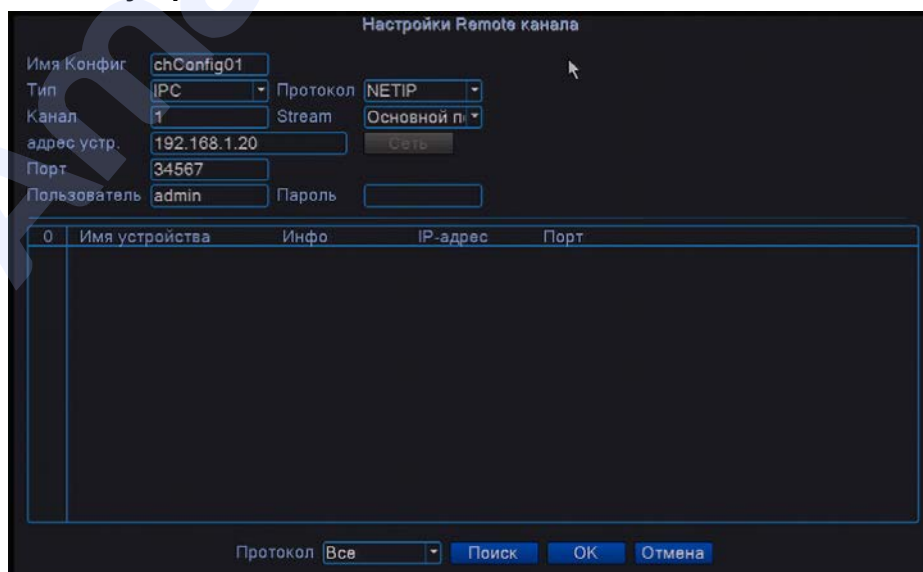 Настройки Remote канала
Имя Конфиг chConfig01
Тип IPC Протокол NETIP
Канал 1 Stream Основной п
адрес устр. 192.168.1.20 Сеть
Порт 34567
Пользователь admin Пароль
0 Имя устройства Инфо IP-адрес Порт
Протокол Все Поиск OK Отмена